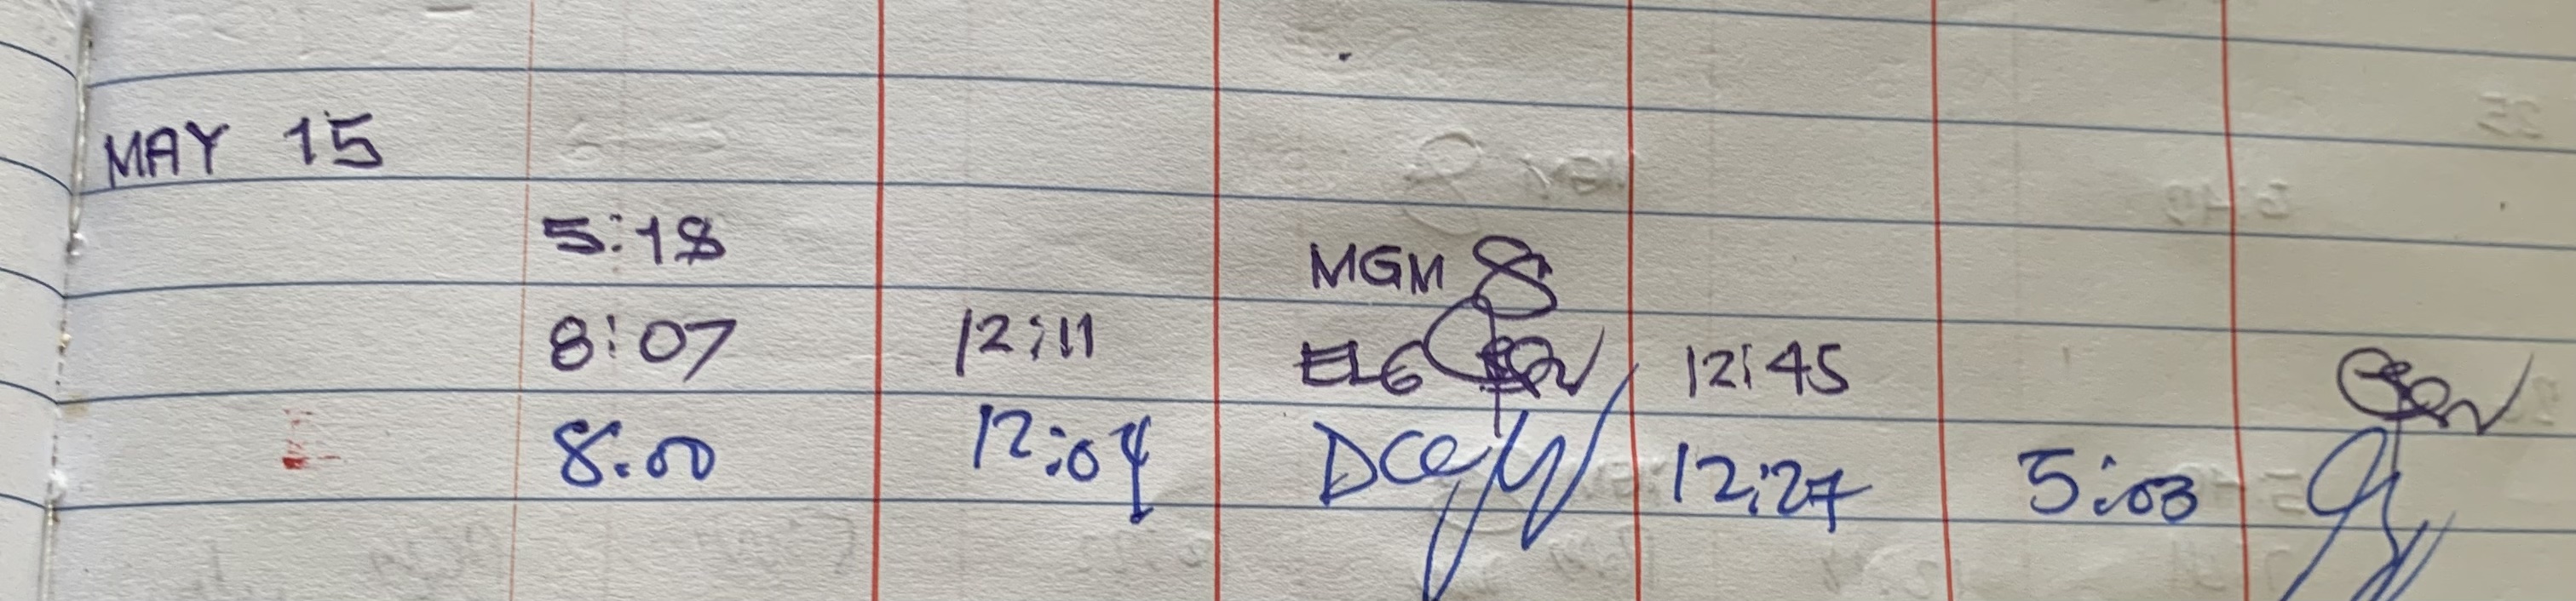 MAY 15
5:18 MGM
8:07 12:11 ELG 12:45
8:00 12:04 DCG 12:27 5:03